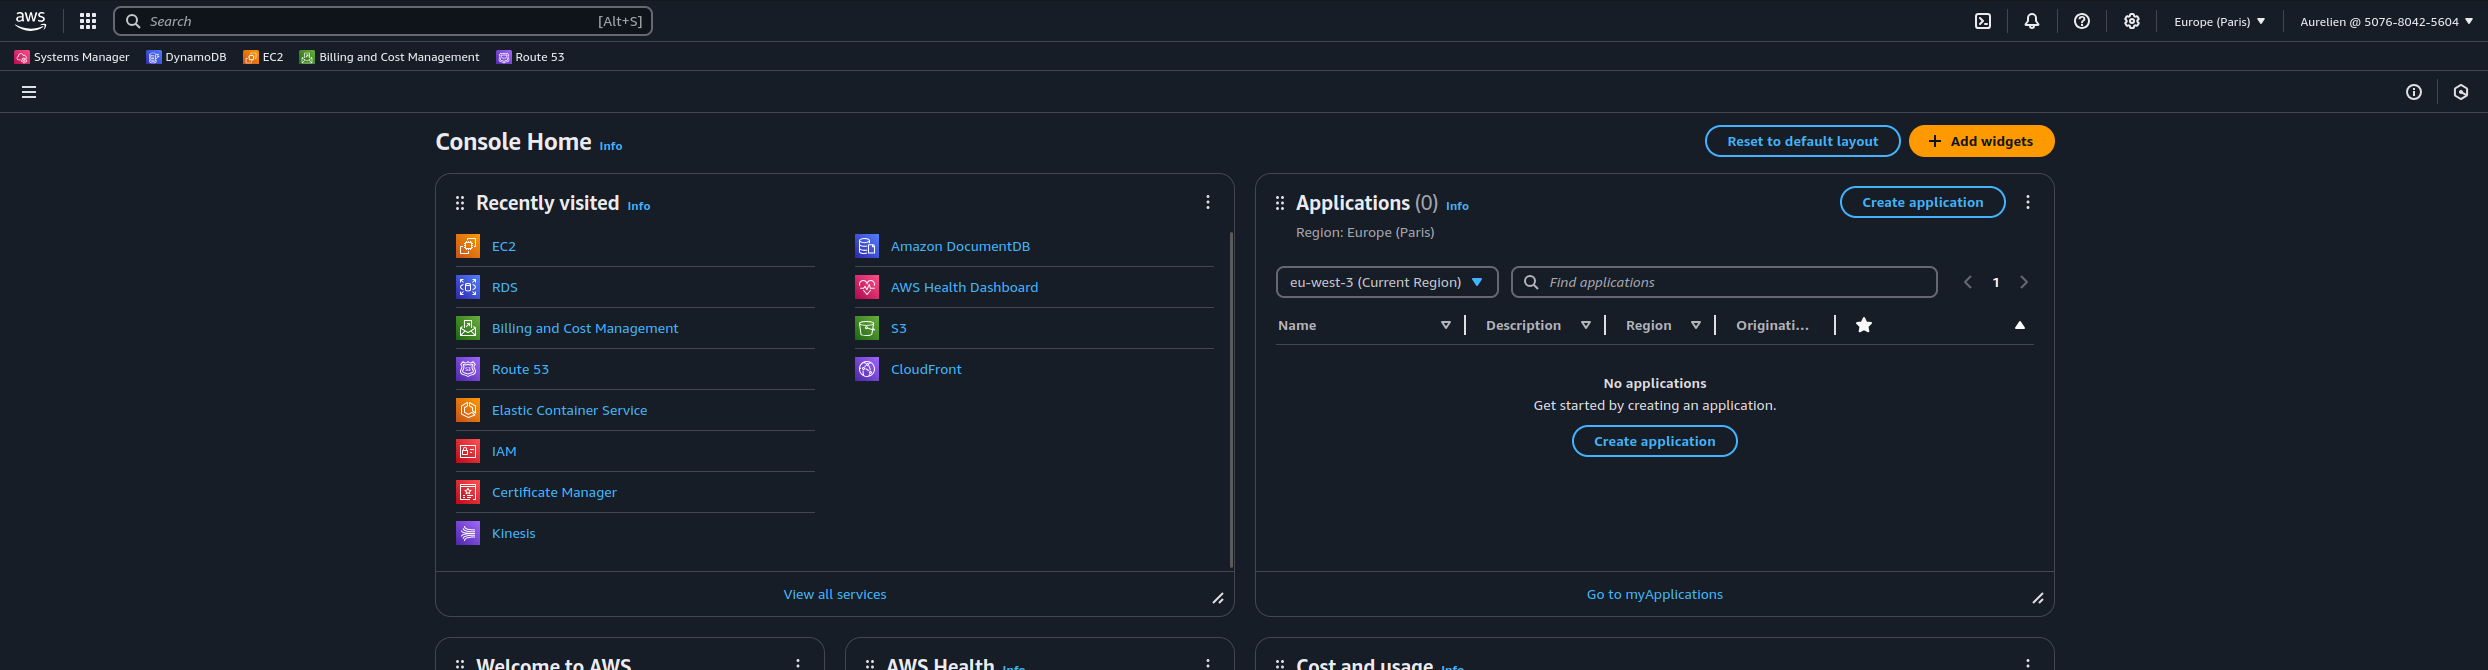 aws Search [Alt+S] Europe (Paris) Aurelien @ 5076-8042-5604
Systems Manager DynamoDB EC2 Billing and Cost Management Route 53
Console Home Info Reset to default layout Add widgets
Recently visited Info
EC2 Amazon DocumentDB
RDS AWS Health Dashboard
Billing and Cost Management S3
Route 53 CloudFront
Elastic Container Service
IAM
Certificate Manager
Kinesis
View all services
Applications (0) Info Create application
Region: Europe (Paris)
eu-west-3 (Current Region) Find applications 1
Name Description Region Originati...
No applications
Get started by creating an application.
Create application
Go to myApplications
Welcome to AWS AWS Health Info Cost and usage Info